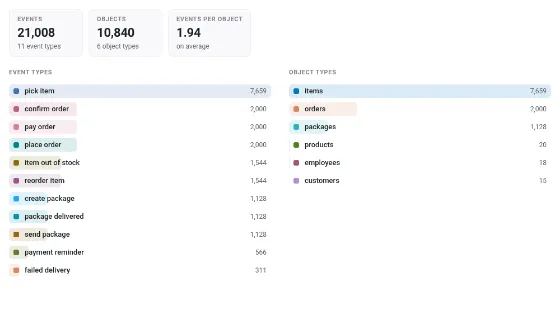 EVENTS
21,008
11 event types
OBJECTS
10,840
6 object types
EVENTS PER OBJECT
1.94
on average
EVENT TYPES
pick item 7,659
confirm order 2,000
pay order 2,000
place order 2,000
item out of stock 1,544
reorder item 1,544
create package 1,128
package delivered 1,128
send package 1,128
payment reminder 566
failed delivery 311
OBJECT TYPES
items 7,659
orders 2,000
packages 1,128
products 20
employees 18
customers 15